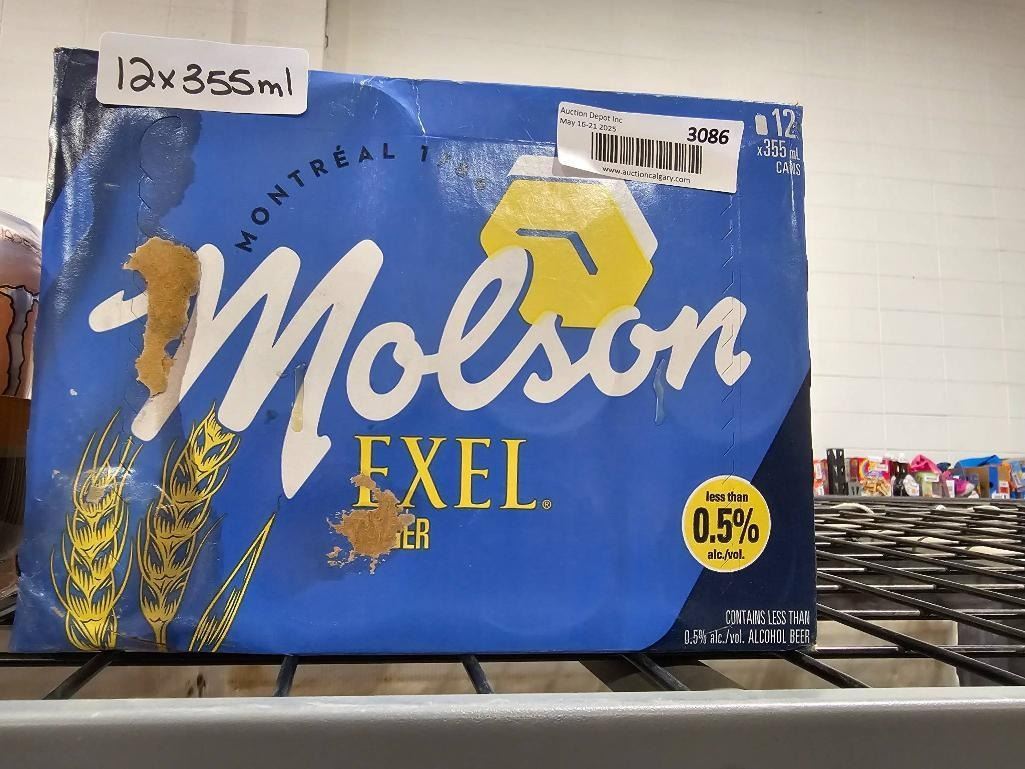 12x355ml
Auction Depot Inc
May 16-21 2025
3086
www.auctioncalgary.com
12
x355 mL
CANS
MONTRÉAL
Molson
EXEL®
less than
0.5%
alc./vol.
CONTAINS LESS THAN
0.5% alc./vol. ALCOHOL BEER